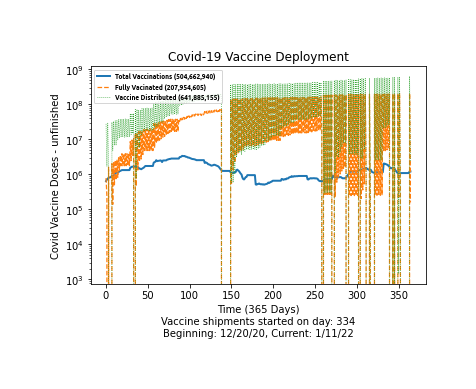 Covid-19 Vaccine Deployment
Total Vaccinations (504,662,940)
Fully Vacinated (207,954,605)
Vaccine Distributed (641,885,155)
Covid Vaccine Doses - unfinished
10⁹
10⁸
10⁷
10⁶
10⁵
10⁴
10³
0 50 100 150 200 250 300 350
Time (365 Days)
Vaccine shipments started on day: 334
Beginning: 12/20/20, Current: 1/11/22